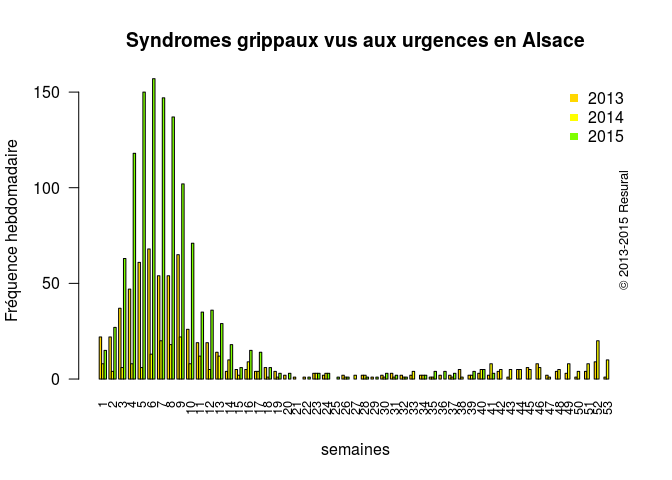 Syndromes grippaux vus aux urgences en Alsace
Fréquence hebdomadaire
150
100
50
0
2013
2014
2015
© 2013-2015 Resural
1 2 3 4 5 6 7 8 9 10 11 12 13 14 15 16 17 18 19 20 21 22 23 24 25 26 27 28 29 30 31 32 33 34 35 36 37 38 39 40 41 42 43 44 45 46 47 48 49 50 51 52 53
semaines